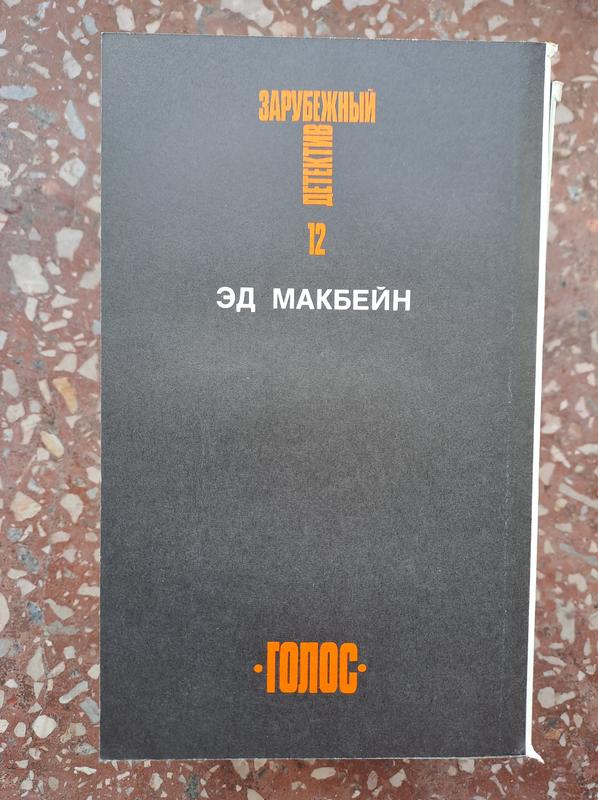 ЗАРУБЕЖНЫЙ
ДЕТЕКТИВ
12
ЭД МАКБЕЙН
·ГОЛОС·